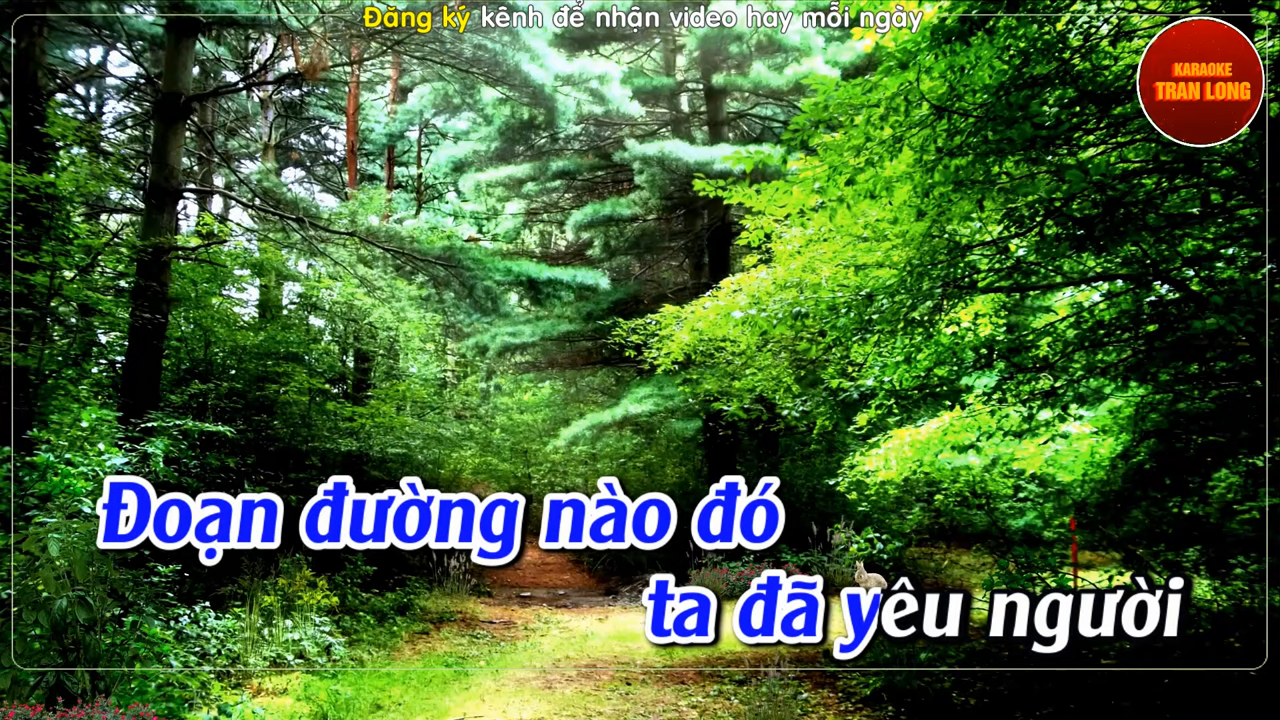 Đăng ký kênh để nhận video hay mỗi ngày
KARAOKE
TRAN LONG
Đoạn đường nào đó
ta đã yêu người